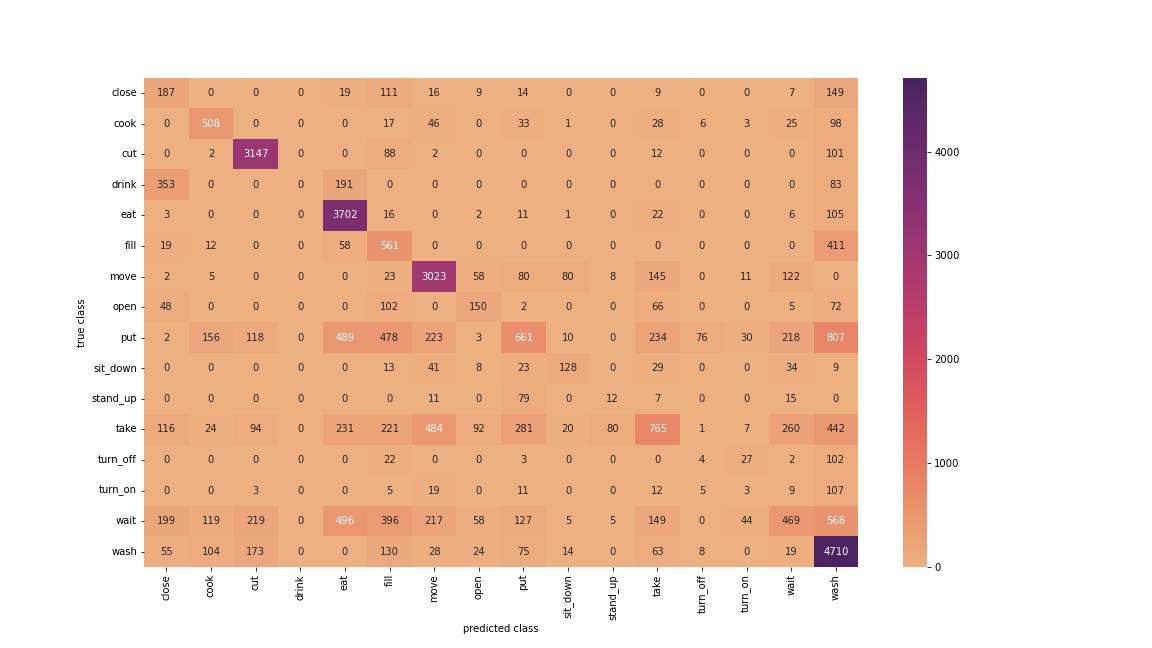 close 187 0 0 0 19 111 16 9 14 0 0 9 0 0 7 149
cook 0 508 0 0 0 17 46 0 33 1 0 28 6 3 25 98
cut 0 2 3147 0 0 88 2 0 0 0 0 12 0 0 0 101
drink 353 0 0 0 191 0 0 0 0 0 0 0 0 0 0 83
eat 3 0 0 0 3702 16 0 2 11 1 0 22 0 0 6 105
fill 19 12 0 0 58 561 0 0 0 0 0 0 0 0 0 411
move 2 5 0 0 0 23 3023 58 80 80 8 145 0 11 122 0
open 48 0 0 0 0 102 0 150 2 0 0 66 0 0 5 72
put 2 156 118 0 489 478 223 3 661 10 0 234 76 30 218 807
sit_down 0 0 0 0 0 13 41 8 23 128 0 29 0 0 34 9
stand_up 0 0 0 0 0 0 11 0 79 0 12 7 0 0 15 0
take 116 24 94 0 231 221 484 92 281 20 80 765 1 7 260 442
turn_off 0 0 0 0 0 22 0 0 3 0 0 0 4 27 2 102
turn_on 0 0 3 0 0 5 19 0 11 0 0 12 5 3 9 107
wait 199 119 219 0 496 396 217 58 127 5 5 149 0 44 469 568
wash 55 104 173 0 0 130 28 24 75 14 0 63 8 0 19 4710
close cook cut drink eat fill move open put sit_down stand_up take turn_off turn_on wait wash
predicted class
true class
4000
3000
2000
1000
0